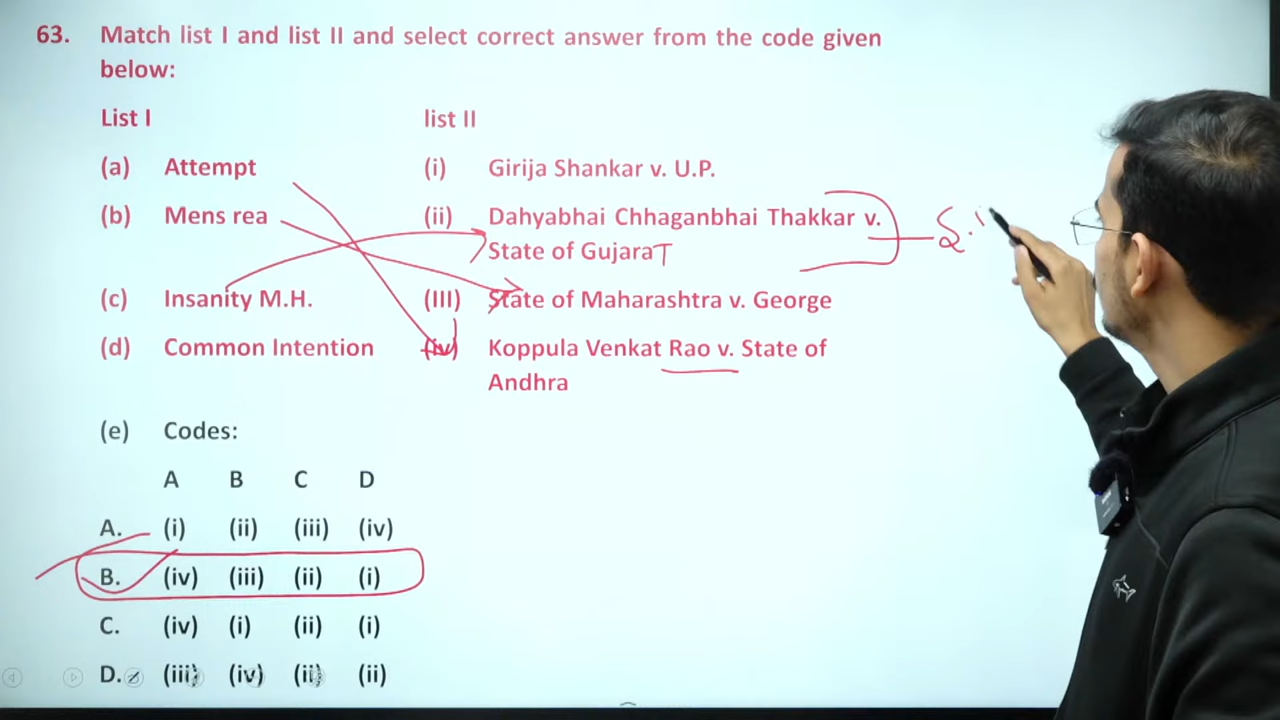 63. Match list I and list II and select correct answer from the code given
below:
List I list II
(a) Attempt (i) Girija Shankar v. U.P.
(b) Mens rea (ii) Dahyabhai Chhaganbhai Thakkar v.
State of GujaraT
(c) Insanity M.H. (III) State of Maharashtra v. George
(d) Common Intention (iv) Koppula Venkat Rao v. State of
Andhra
(e) Codes:
A B C D
A. (i) (ii) (iii) (iv)
B. (iv) (iii) (ii) (i)
C. (iv) (i) (ii) (i)
D. (iii) (iv) (ii) (ii)